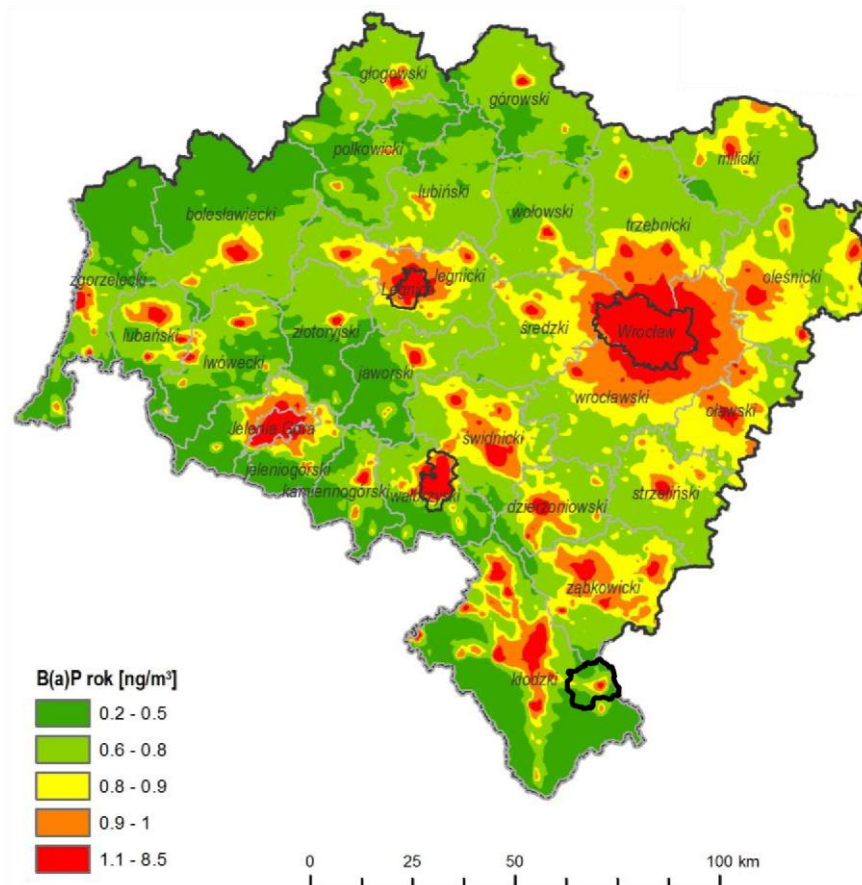 głogowski
górowski
polkowicki
milicki
lubiński
bolesławiecki
wołowski
trzebnicki
zgorzelecki
legnicki
oleśnicki
Legnica
lubański
złotoryjski
średzki
Wrocław
lwówecki
jaworski
wrocławski
oławski
Jelenia Góra
świdnicki
jeleniogórski
kamiennogórski
wałbrzyski
strzeliński
dzierżoniowski
ząbkowicki
kłodzki
B(a)P rok [ng/m³]
0.2 - 0.5
0.6 - 0.8
0.8 - 0.9
0.9 - 1
1.1 - 8.5
0 25 50 100 km